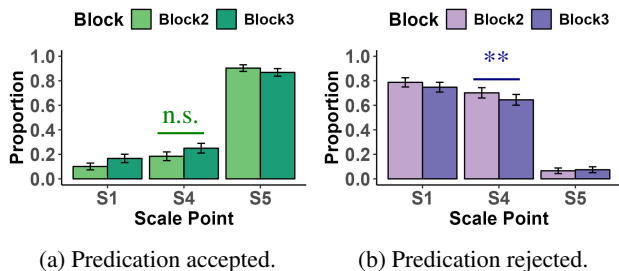 Block Block2 Block3
Proportion
1.0
0.8
0.6
0.4
0.2
0.0
n.s.
S1 S4 S5
Scale Point
(a) Predication accepted.
Block Block2 Block3
Proportion
1.0
0.8
0.6
0.4
0.2
0.0
**
S1 S4 S5
Scale Point
(b) Predication rejected.